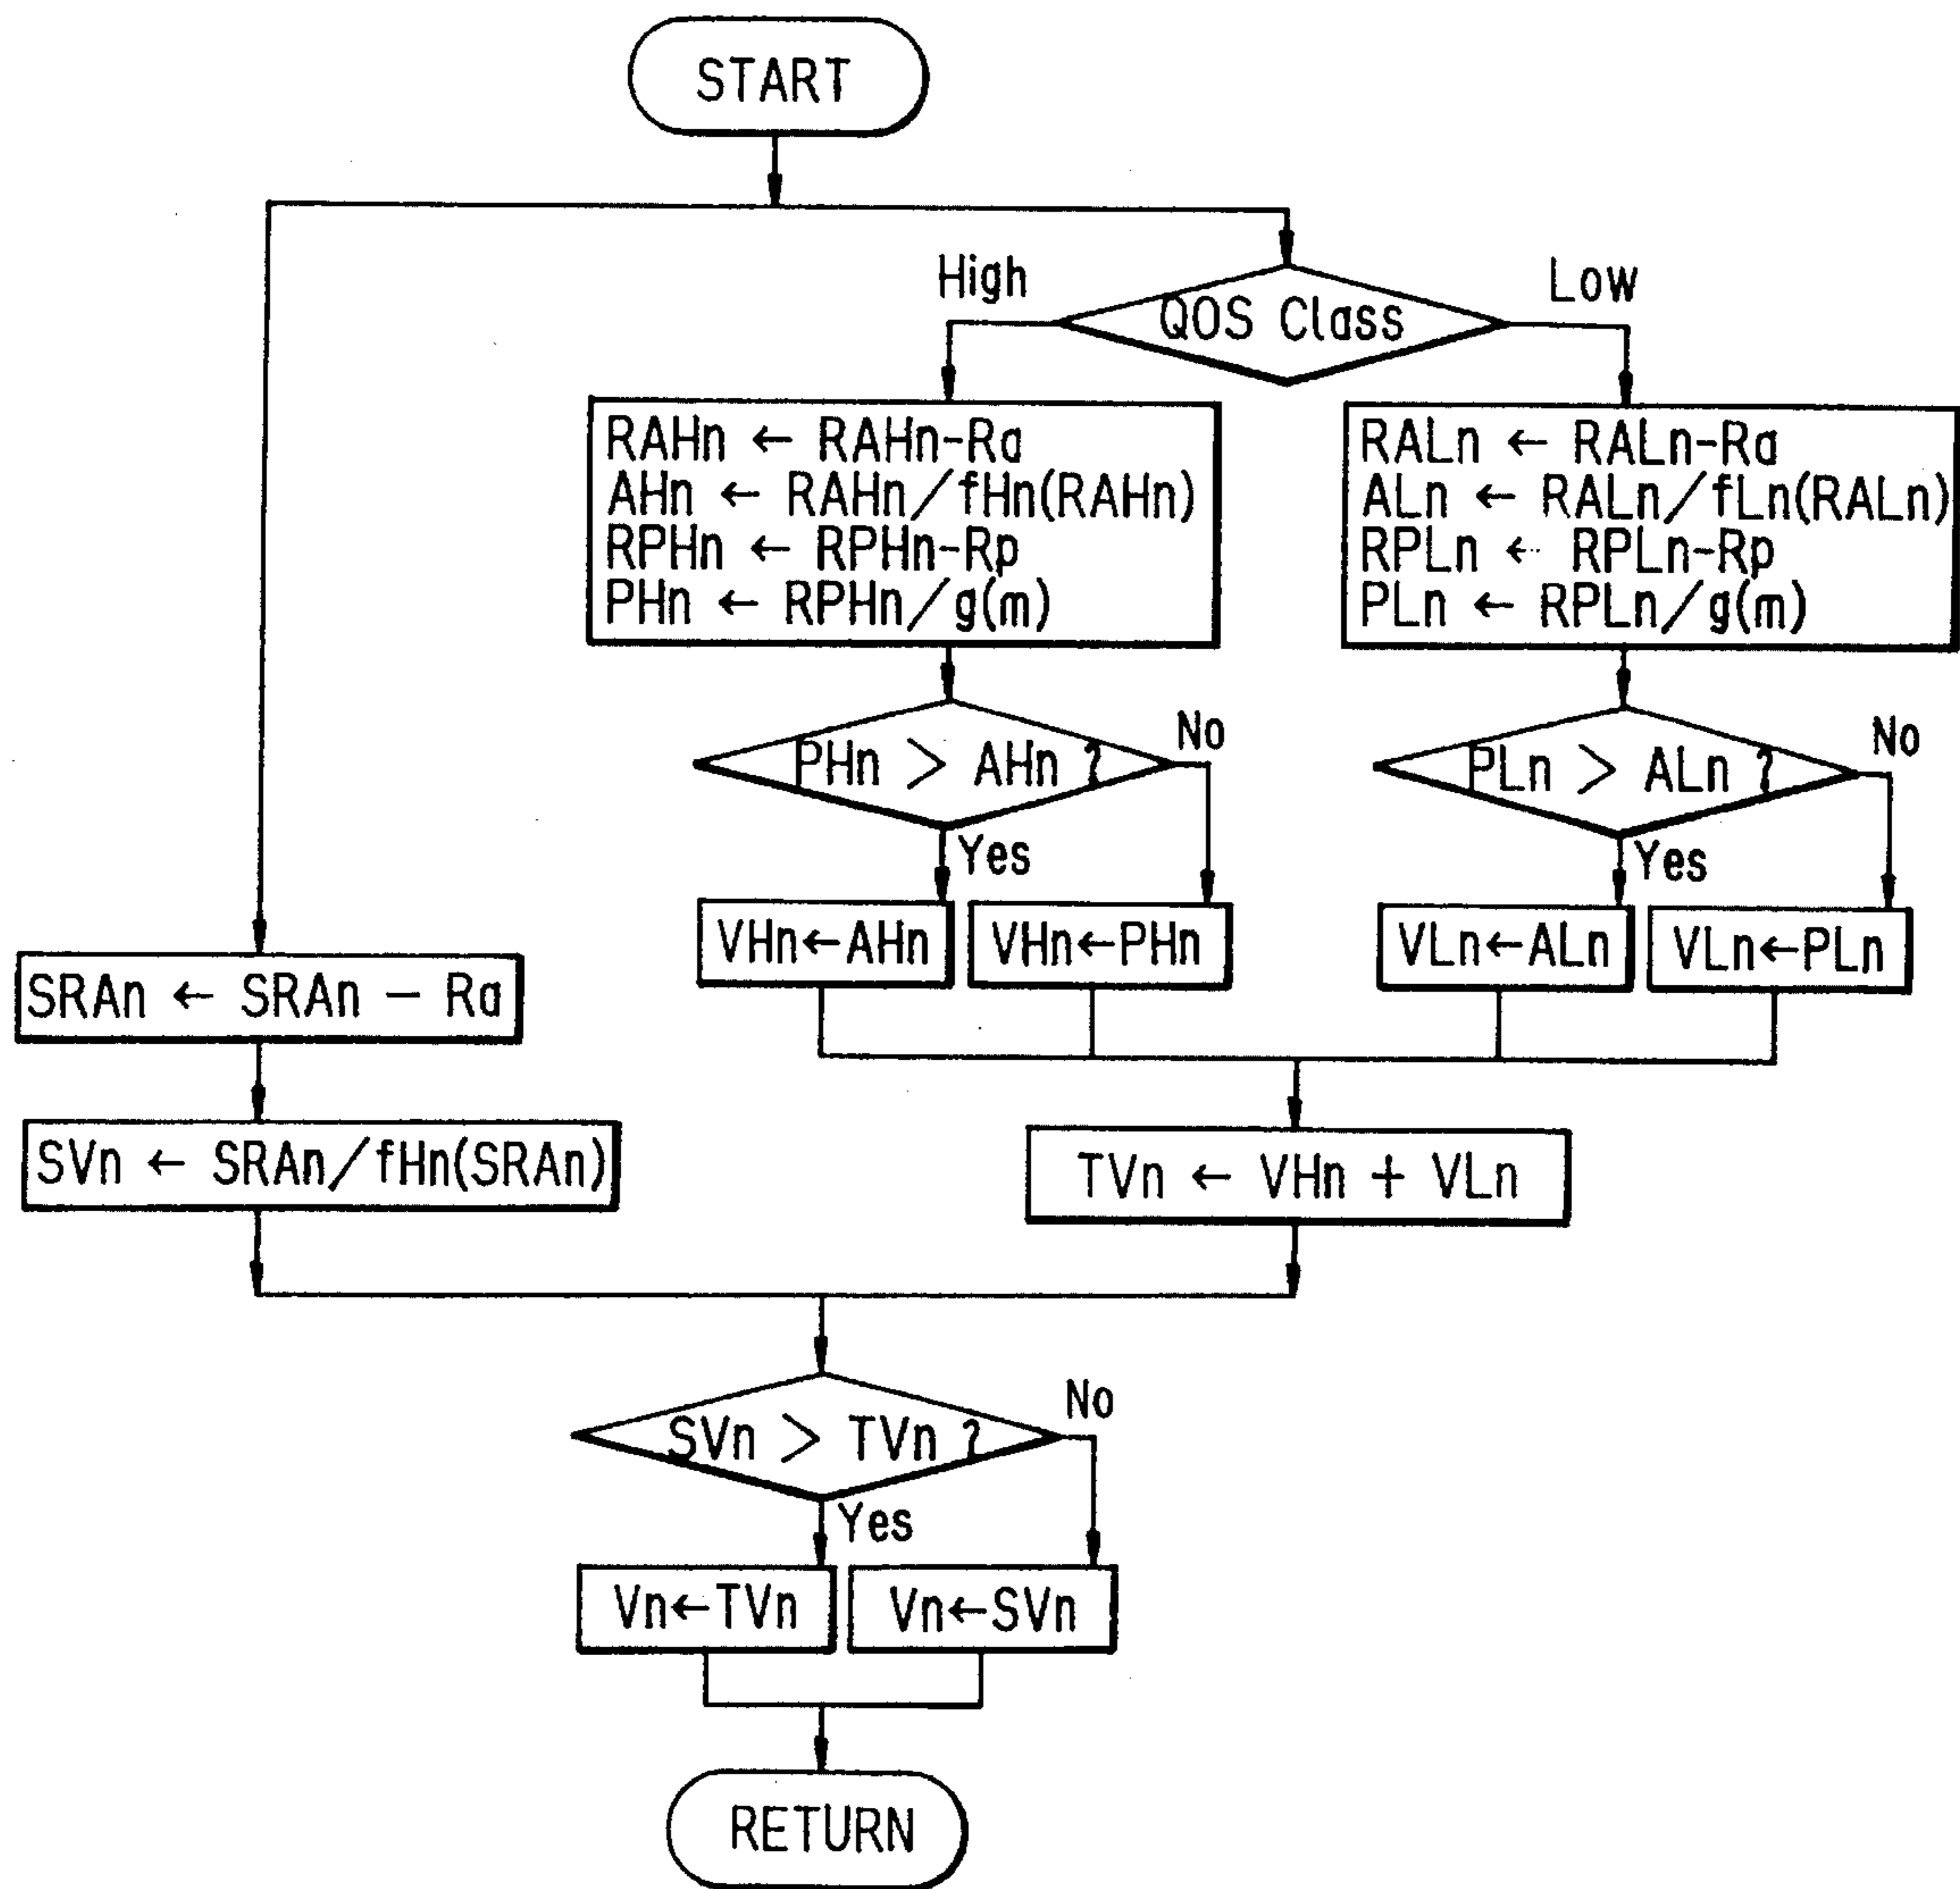 START
High
Low
QOS Class
RAHn ← RAHn-Ra
AHn ← RAHn/fHn(RAHn)
RPHn ← RPHn-Rp
PHn ← RPHn/g(m)
RALn ← RALn-Ra
ALn ← RALn/fLn(RALn)
RPLn ← RPLn-Rp
PLn ← RPLn/g(m)
PHn > AHn ?
No
Yes
PLn > ALn ?
No
Yes
VHn←AHn
VHn←PHn
VLn←ALn
VLn←PLn
SRAn ← SRAn - Ra
SVn ← SRAn/fHn(SRAn)
TVn ← VHn + VLn
SVn > TVn ?
No
Yes
Vn←TVn
Vn←SVn
RETURN